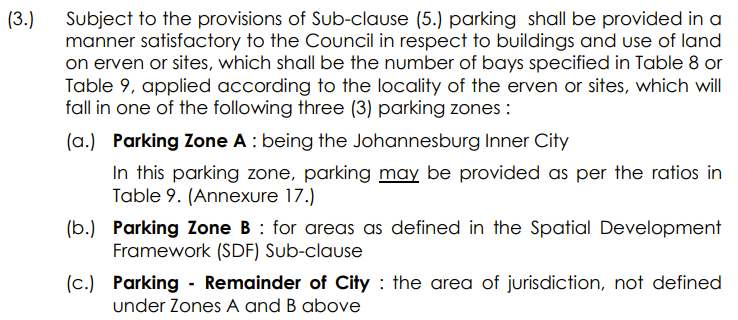 (3.) Subject to the provisions of Sub-clause (5.) parking shall be provided in a
manner satisfactory to the Council in respect to buildings and use of land
on erven or sites, which shall be the number of bays specified in Table 8 or
Table 9, applied according to the locality of the erven or sites, which will
fall in one of the following three (3) parking zones :
(a.) Parking Zone A : being the Johannesburg Inner City
In this parking zone, parking may be provided as per the ratios in
Table 9. (Annexure 17.)
(b.) Parking Zone B : for areas as defined in the Spatial Development
Framework (SDF) Sub-clause
(c.) Parking - Remainder of City : the area of jurisdiction, not defined
under Zones A and B above